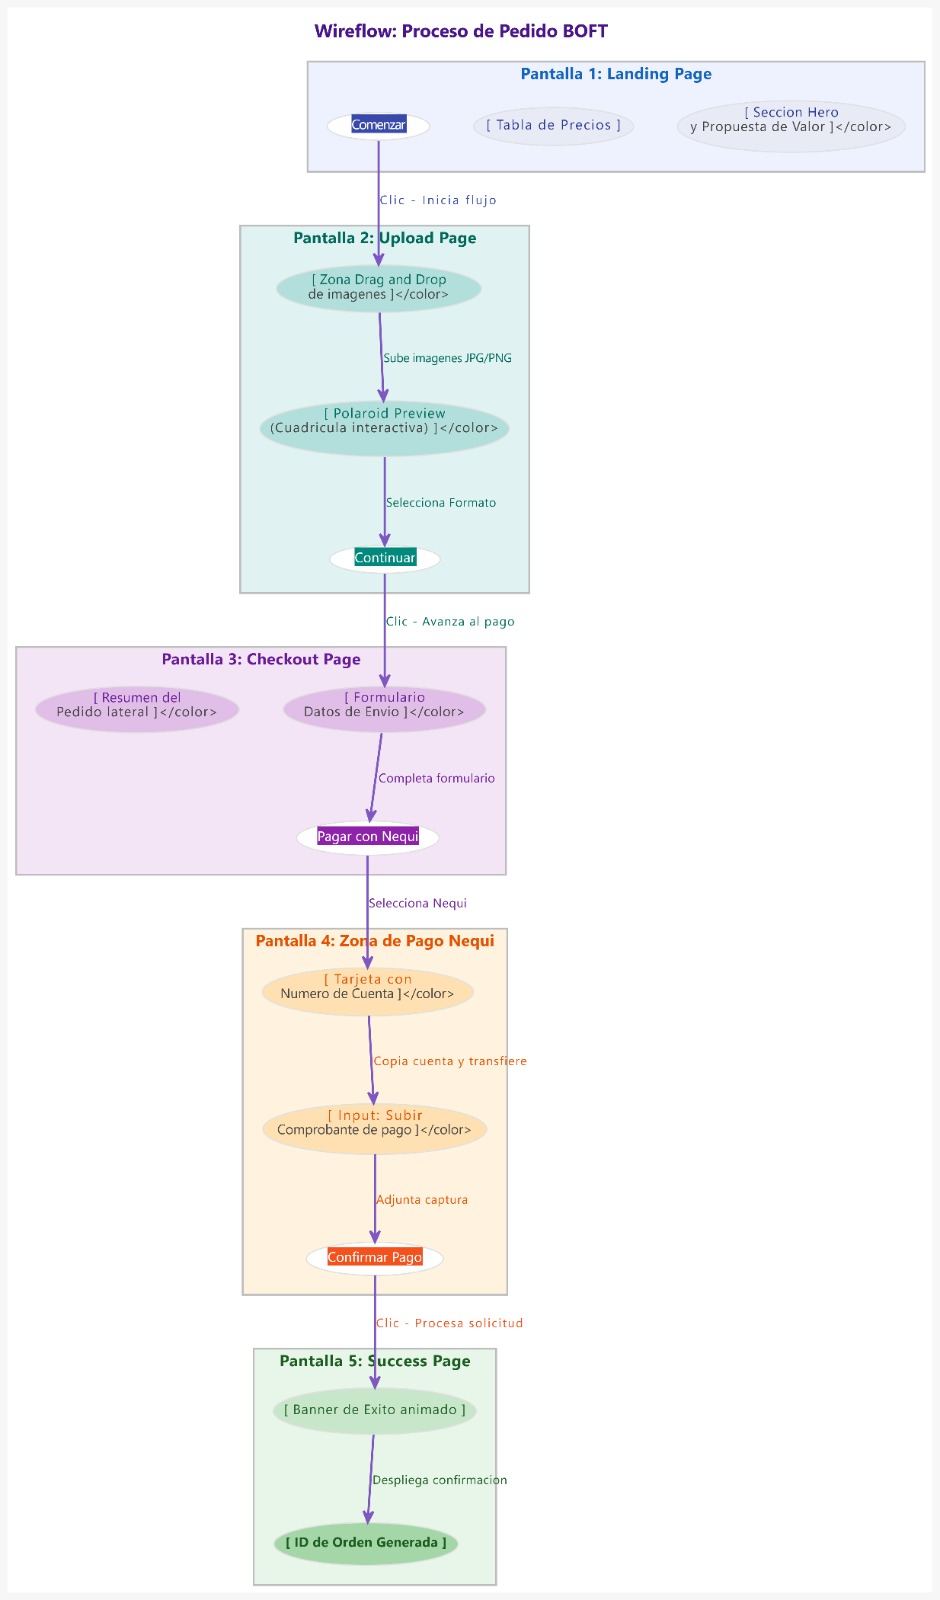 Wireflow: Proceso de Pedido BOFT
Pantalla 1: Landing Page
Comenzar
[ Tabla de Precios ]
[ Seccion Hero
y Propuesta de Valor ]</color>
Clic - Inicia flujo
Pantalla 2: Upload Page
[ Zona Drag and Drop
de imagenes ]</color>
Sube imagenes JPG/PNG
[ Polaroid Preview
(Cuadricula interactiva) ]</color>
Selecciona Formato
Continuar
Clic - Avanza al pago
Pantalla 3: Checkout Page
[ Resumen del
Pedido lateral ]</color>
[ Formulario
Datos de Envio ]</color>
Completa formulario
Pagar con Nequi
Selecciona Nequi
Pantalla 4: Zona de Pago Nequi
[ Tarjeta con
Numero de Cuenta ]</color>
Copia cuenta y transfiere
[ Input: Subir
Comprobante de pago ]</color>
Adjunta captura
Confirmar Pago
Clic - Procesa solicitud
Pantalla 5: Success Page
[ Banner de Exito animado ]
Despliega confirmacion
[ ID de Orden Generada ]